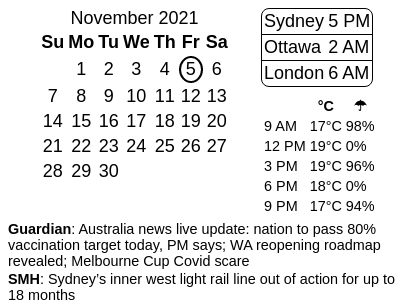 November 2021
Su Mo Tu We Th Fr Sa
1 2 3 4 5 6
7 8 9 10 11 12 13
14 15 16 17 18 19 20
21 22 23 24 25 26 27
28 29 30
Sydney 5 PM
Ottawa 2 AM
London 6 AM
°C ☂
9 AM 17°C 98%
12 PM 19°C 0%
3 PM 19°C 96%
6 PM 18°C 0%
9 PM 17°C 94%
Guardian: Australia news live update: nation to pass 80%
vaccination target today, PM says; WA reopening roadmap
revealed; Melbourne Cup Covid scare
SMH: Sydney's inner west light rail line out of action for up to
18 months